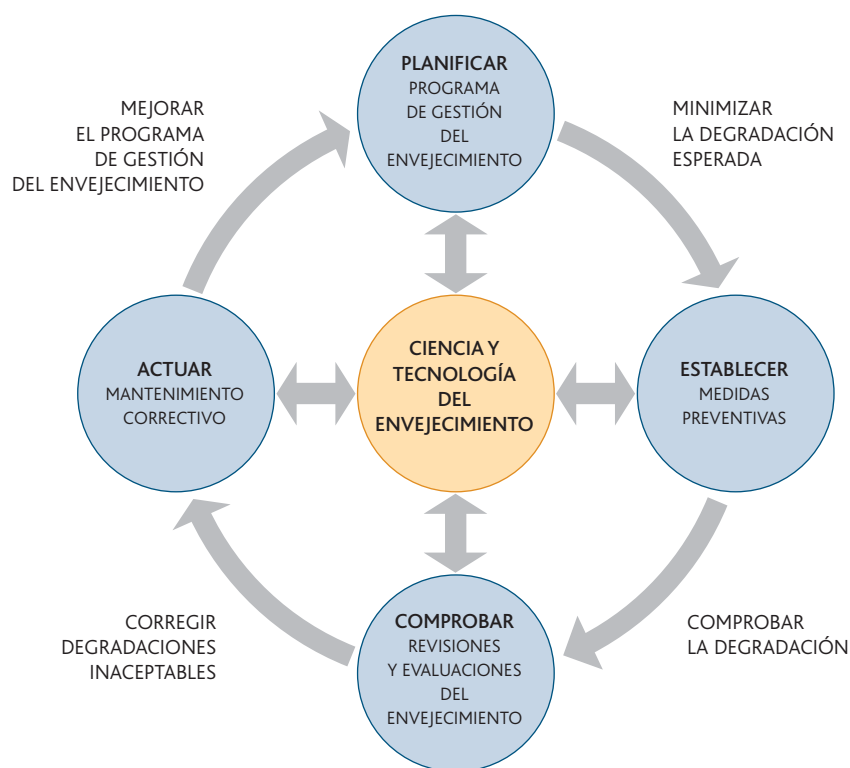 PLANIFICAR
PROGRAMA
DE GESTIÓN
DEL
ENVEJECIMIENTO
MINIMIZAR
LA DEGRADACIÓN
ESPERADA
ESTABLECER
MEDIDAS
PREVENTIVAS
COMPROBAR
LA DEGRADACIÓN
COMPROBAR
REVISIONES
Y EVALUACIONES
DEL
ENVEJECIMIENTO
CORREGIR
DEGRADACIONES
INACEPTABLES
ACTUAR
MANTENIMIENTO
CORRECTIVO
MEJORAR
EL PROGRAMA
DE GESTIÓN
DEL ENVEJECIMIENTO
CIENCIA Y
TECNOLOGÍA
DEL
ENVEJECIMIENTO